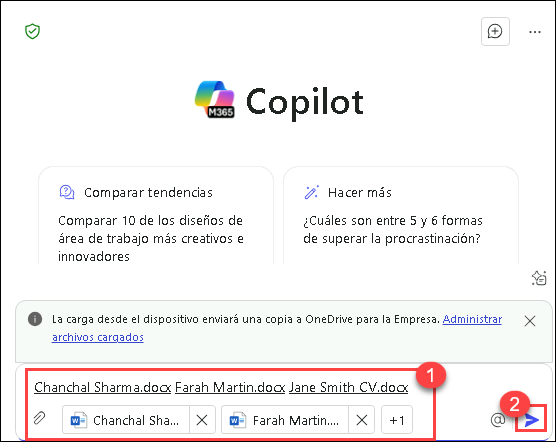 M365
Copilot
Comparar tendencias
Comparar 10 de los diseños de
área de trabajo más creativos e
innovadores
Hacer más
¿Cuáles son entre 5 y 6 formas
de superar la procrastinación?
La carga desde el dispositivo enviará una copia a OneDrive para la Empresa. Administrar
archivos cargados
1
Chanchal Sharma.docx Farah Martin.docx Jane Smith CV.docx
Chanchal Sha... Farah Martin.... +1
2